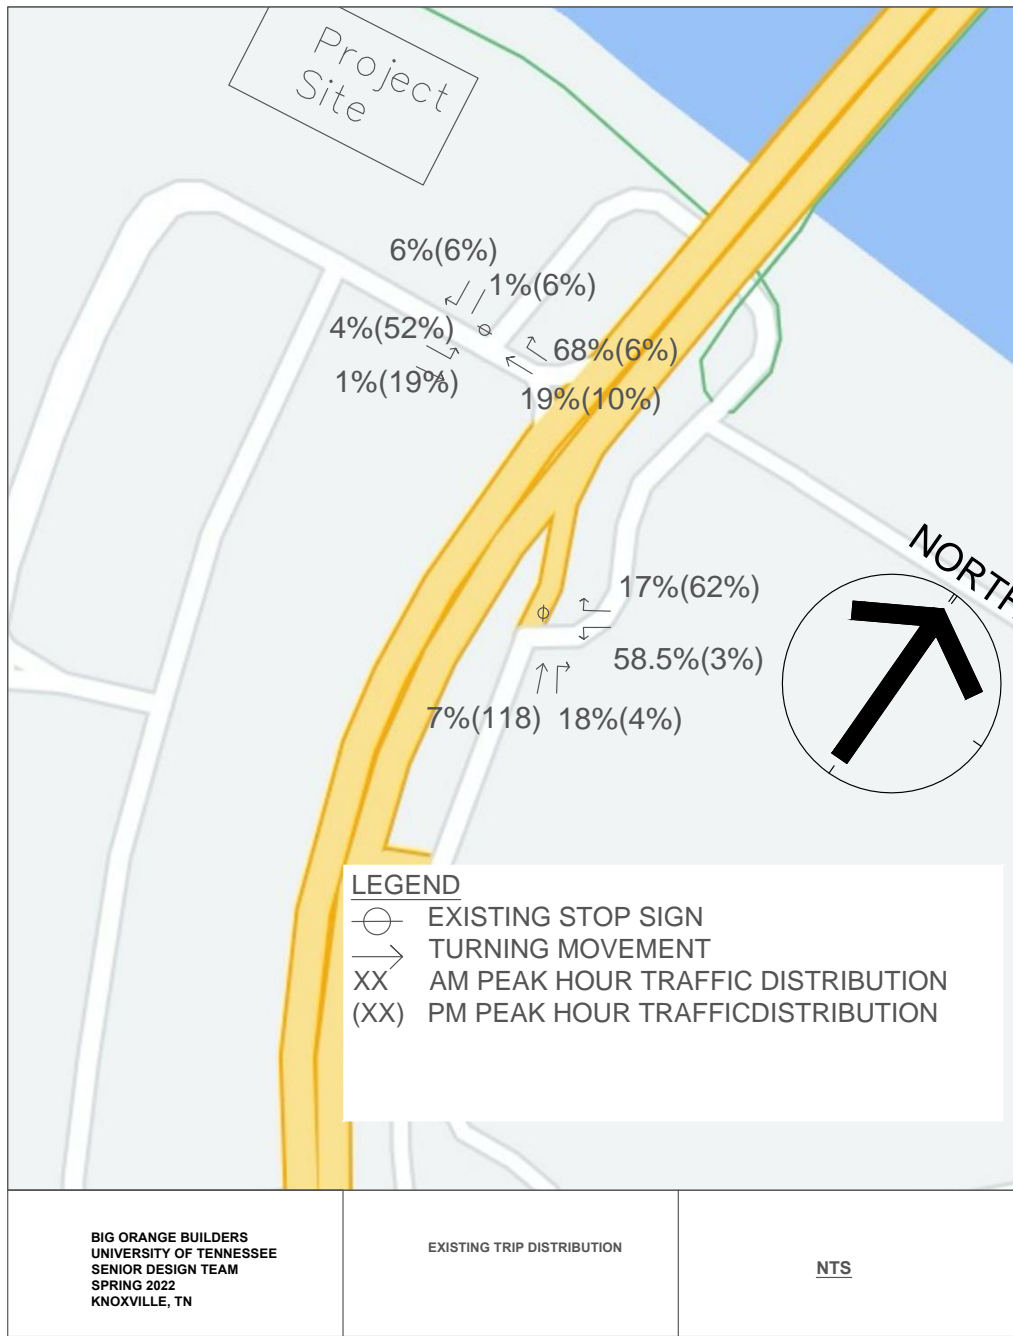 Project
Site
6%(6%)
1%(6%)
4%(52%)
68%(6%)
1%(19%)
19%(10%)
NORTH
17%(62%)
58.5%(3%)
7%(118)
18%(4%)
LEGEND
EXISTING STOP SIGN
TURNING MOVEMENT
XX AM PEAK HOUR TRAFFIC DISTRIBUTION
(XX) PM PEAK HOUR TRAFFICDISTRIBUTION
BIG ORANGE BUILDERS
UNIVERSITY OF TENNESSEE
SENIOR DESIGN TEAM
SPRING 2022
KNOXVILLE, TN
EXISTING TRIP DISTRIBUTION
NTS